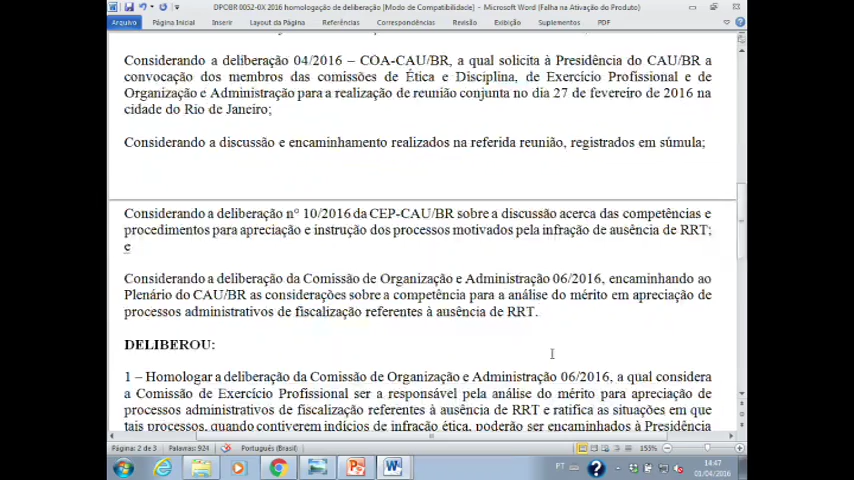 DPOBR 0052-0X 2016 homologação de deliberação [Modo de Compatibilidade] - Microsoft Word (Falha na Ativação do Produto)
Arquivo Página Inicial Inserir Layout da Página Referências Correspondências Revisão Exibição Suplementos PDF
Considerando a deliberação 04/2016 – COA-CAU/BR, a qual solicita à Presidência do CAU/BR a
convocação dos membros das comissões de Ética e Disciplina, de Exercício Profissional e de
Organização e Administração para a realização de reunião conjunta no dia 27 de fevereiro de 2016 na
cidade do Rio de Janeiro;
Considerando a discussão e encaminhamento realizados na referida reunião, registrados em súmula;
Considerando a deliberação n° 10/2016 da CEP-CAU/BR sobre a discussão acerca das competências e
procedimentos para apreciação e instrução dos processos motivados pela infração de ausência de RRT;
e
Considerando a deliberação da Comissão de Organização e Administração 06/2016, encaminhando ao
Plenário do CAU/BR as considerações sobre a competência para a análise do mérito em apreciação de
processos administrativos de fiscalização referentes à ausência de RRT.
DELIBEROU:
1 – Homologar a deliberação da Comissão de Organização e Administração 06/2016, a qual considera
a Comissão de Exercício Profissional ser a responsável pela análise do mérito para apreciação de
processos administrativos de fiscalização referentes à ausência de RRT e ratifica as situações em que
tais processos, quando contiverem indícios de infração ética, poderão ser encaminhados à Presidência
Página: 2 de 3 Palavras: 924 Português (Brasil) 153%
PT 14:47
01/04/2016